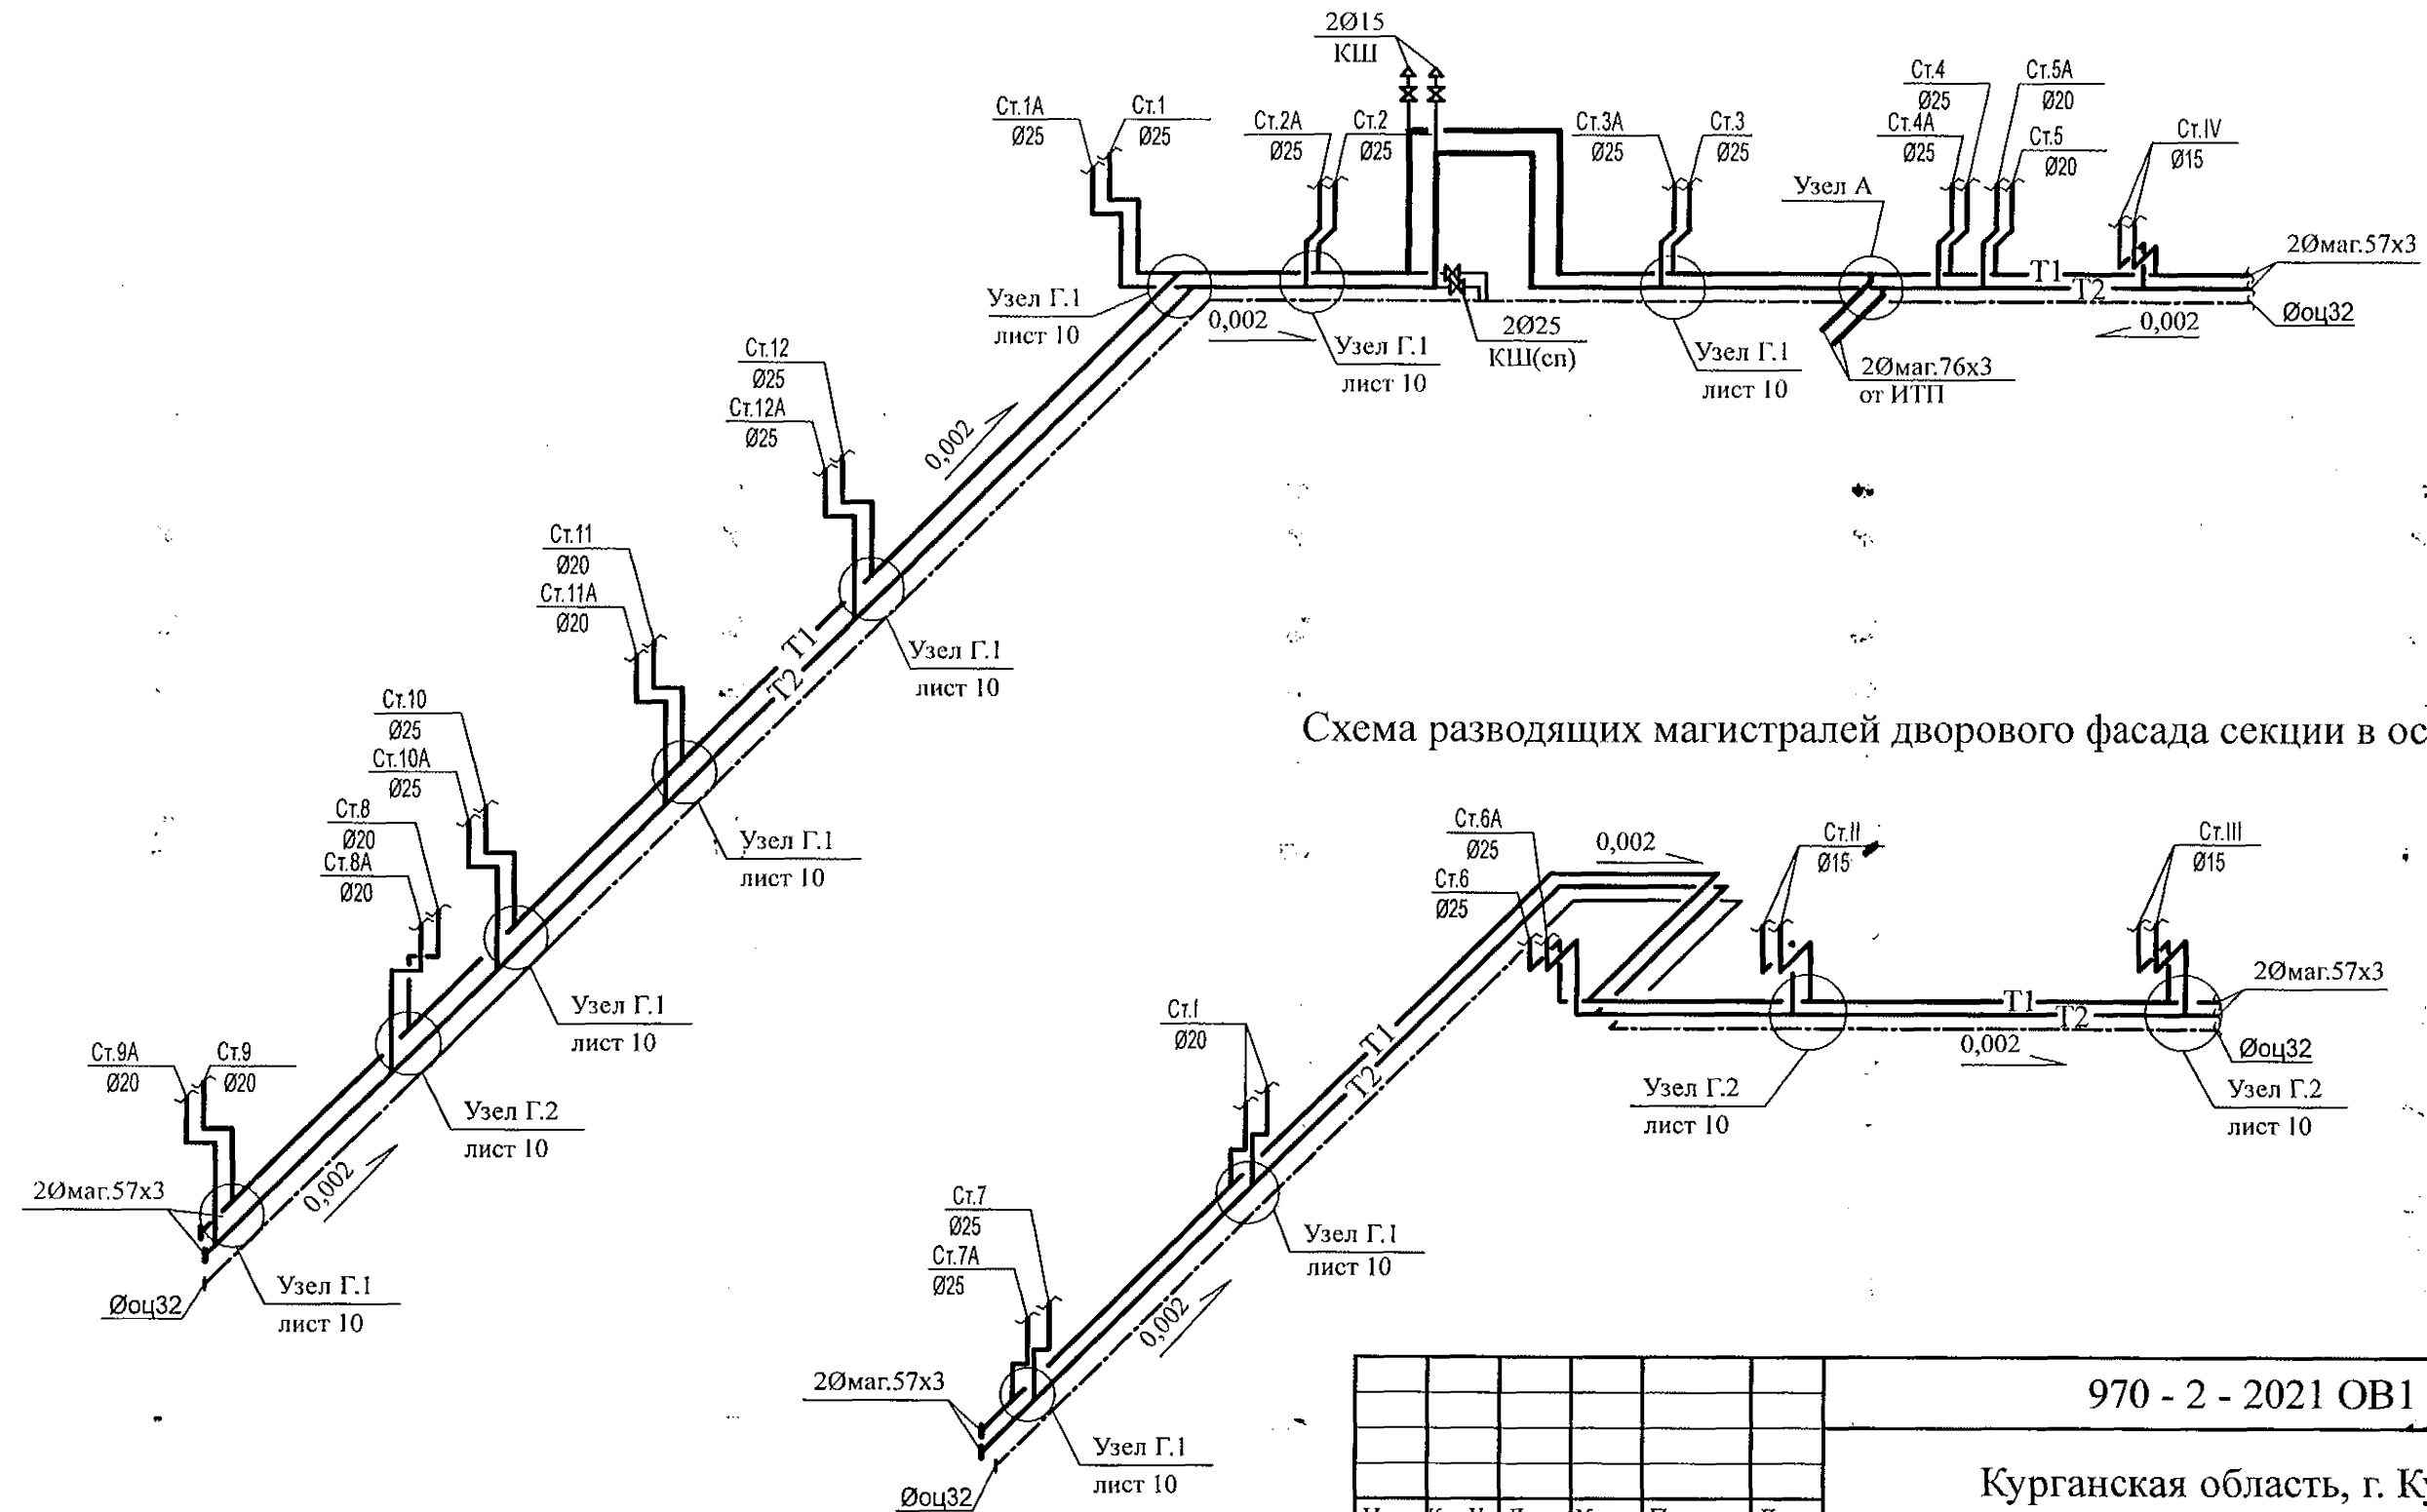 2Ø15
КШ
Ст.1А
Ø25
Ст.1
Ø25
Ст.2А
Ø25
Ст.2
Ø25
Ст.3А
Ø25
Ст.3
Ø25
Ст.4
Ø25
Ст.4А
Ø25
Ст.5А
Ø20
Ст.5
Ø20
Ст.IV
Ø15
Узел А
Т1
Т2
2Øмаг.57х3
Øоц32
0,002
Узел Г.1
лист 10
0,002
Узел Г.1
лист 10
2Ø25
КШ(сп)
Узел Г.1
лист 10
2Øмаг.76х3
от ИТП
Ст.12
Ø25
Ст.12А
Ø25
0,002
Ст.11
Ø20
Ст.11А
Ø20
Т1
Т2
Узел Г.1
лист 10
Ст.10
Ø25
Ст.10А
Ø25
Узел Г.1
лист 10
Ст.8
Ø20
Ст.8А
Ø20
Узел Г.1
лист 10
Ст.9А
Ø20
Ст.9
Ø20
Узел Г.2
лист 10
2Øмаг.57х3
0,002
Øоц32
Узел Г.1
лист 10
Схема разводящих магистралей дворового фасада секции в ос
Ст.6А
Ø25
Ст.6
Ø25
0,002
Ст.II
Ø15
Ст.III
Ø15
2Øмаг.57х3
Т1
Т2
0,002
Øоц32
Узел Г.2
лист 10
Узел Г.2
лист 10
Ст.I
Ø20
Т1
Т2
Узел Г.1
лист 10
Ст.7
Ø25
Ст.7А
Ø25
0,002
2Øмаг.57х3
Øоц32
Узел Г.1
лист 10
970 - 2 - 2021 ОВ1
Курганская область, г. К